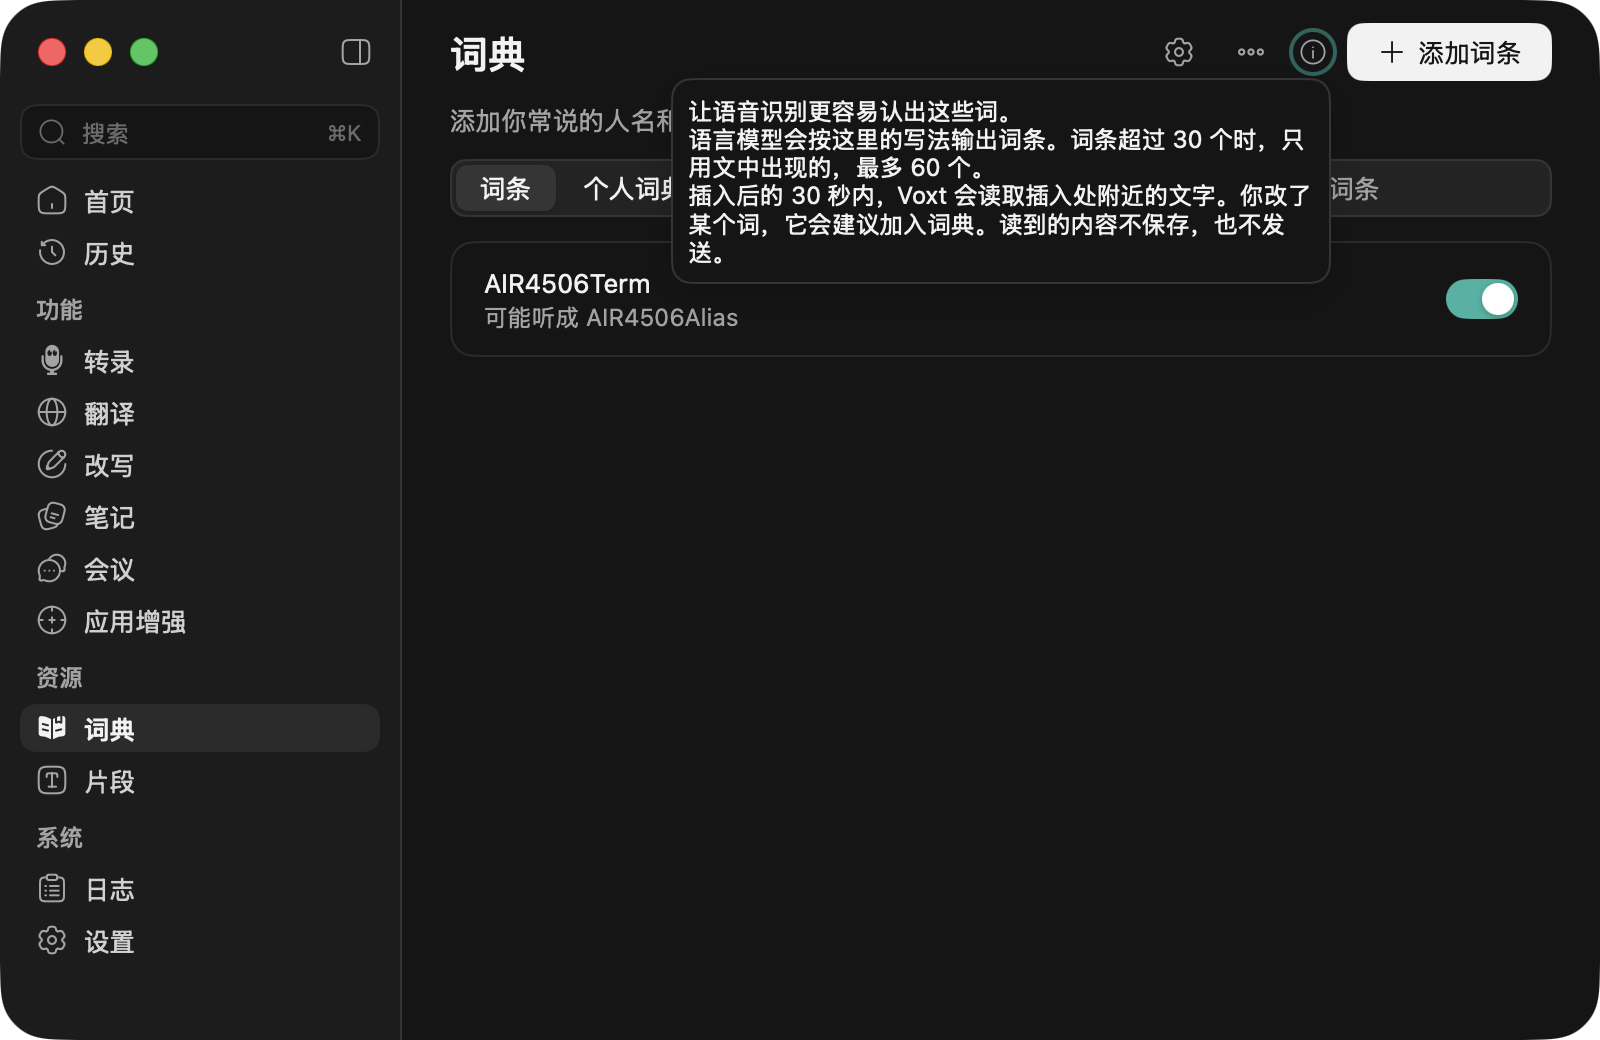 搜索 ⌘K
首页
历史
功能
转录
翻译
改写
笔记
会议
应用增强
资源
词典
片段
系统
日志
设置
词典
添加词条
添加你常说的人名和
让语音识别更容易认出这些词。
语言模型会按这里的写法输出词条。词条超过 30 个时，只
用文中出现的，最多 60 个。
插入后的 30 秒内，Voxt 会读取插入处附近的文字。你改了
某个词，它会建议加入词典。读到的内容不保存，也不发
送。
词条 个人词典 词条
AIR4506Term
可能听成 AIR4506Alias